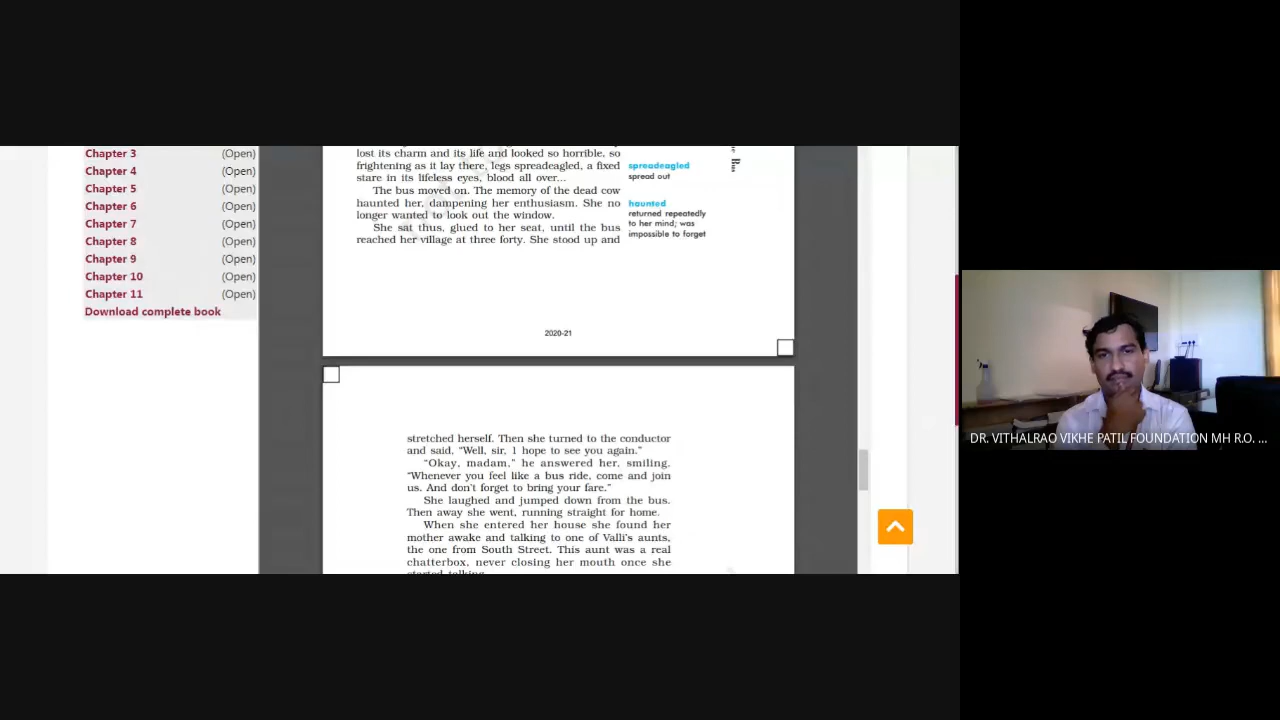 Chapter 3 (Open)
Chapter 4 (Open)
Chapter 5 (Open)
Chapter 6 (Open)
Chapter 7 (Open)
Chapter 8 (Open)
Chapter 9 (Open)
Chapter 10 (Open)
Chapter 11 (Open)
Download complete book
lost its charm and its life and looked so horrible, so
frightening as it lay there, legs spreadeagled, a fixed
stare in its lifeless eyes, blood all over...
The bus moved on. The memory of the dead cow
haunted her, dampening her enthusiasm. She no
longer wanted to look out the window.
She sat thus, glued to her seat, until the bus
reached her village at three forty. She stood up and
spreadeagled
spread out
haunted
returned repeatedly
to her mind; was
impossible to forget
Bus
2020-21
stretched herself. Then she turned to the conductor
and said, “Well, sir, I hope to see you again.”
“Okay, madam,” he answered her, smiling.
“Whenever you feel like a bus ride, come and join
us. And don't forget to bring your fare.”
She laughed and jumped down from the bus.
Then away she went, running straight for home.
When she entered her house she found her
mother awake and talking to one of Valli's aunts,
the one from South Street. This aunt was a real
chatterbox, never closing her mouth once she
started talking.
DR. VITHALRAO VIKHE PATIL FOUNDATION MH R.O. ...